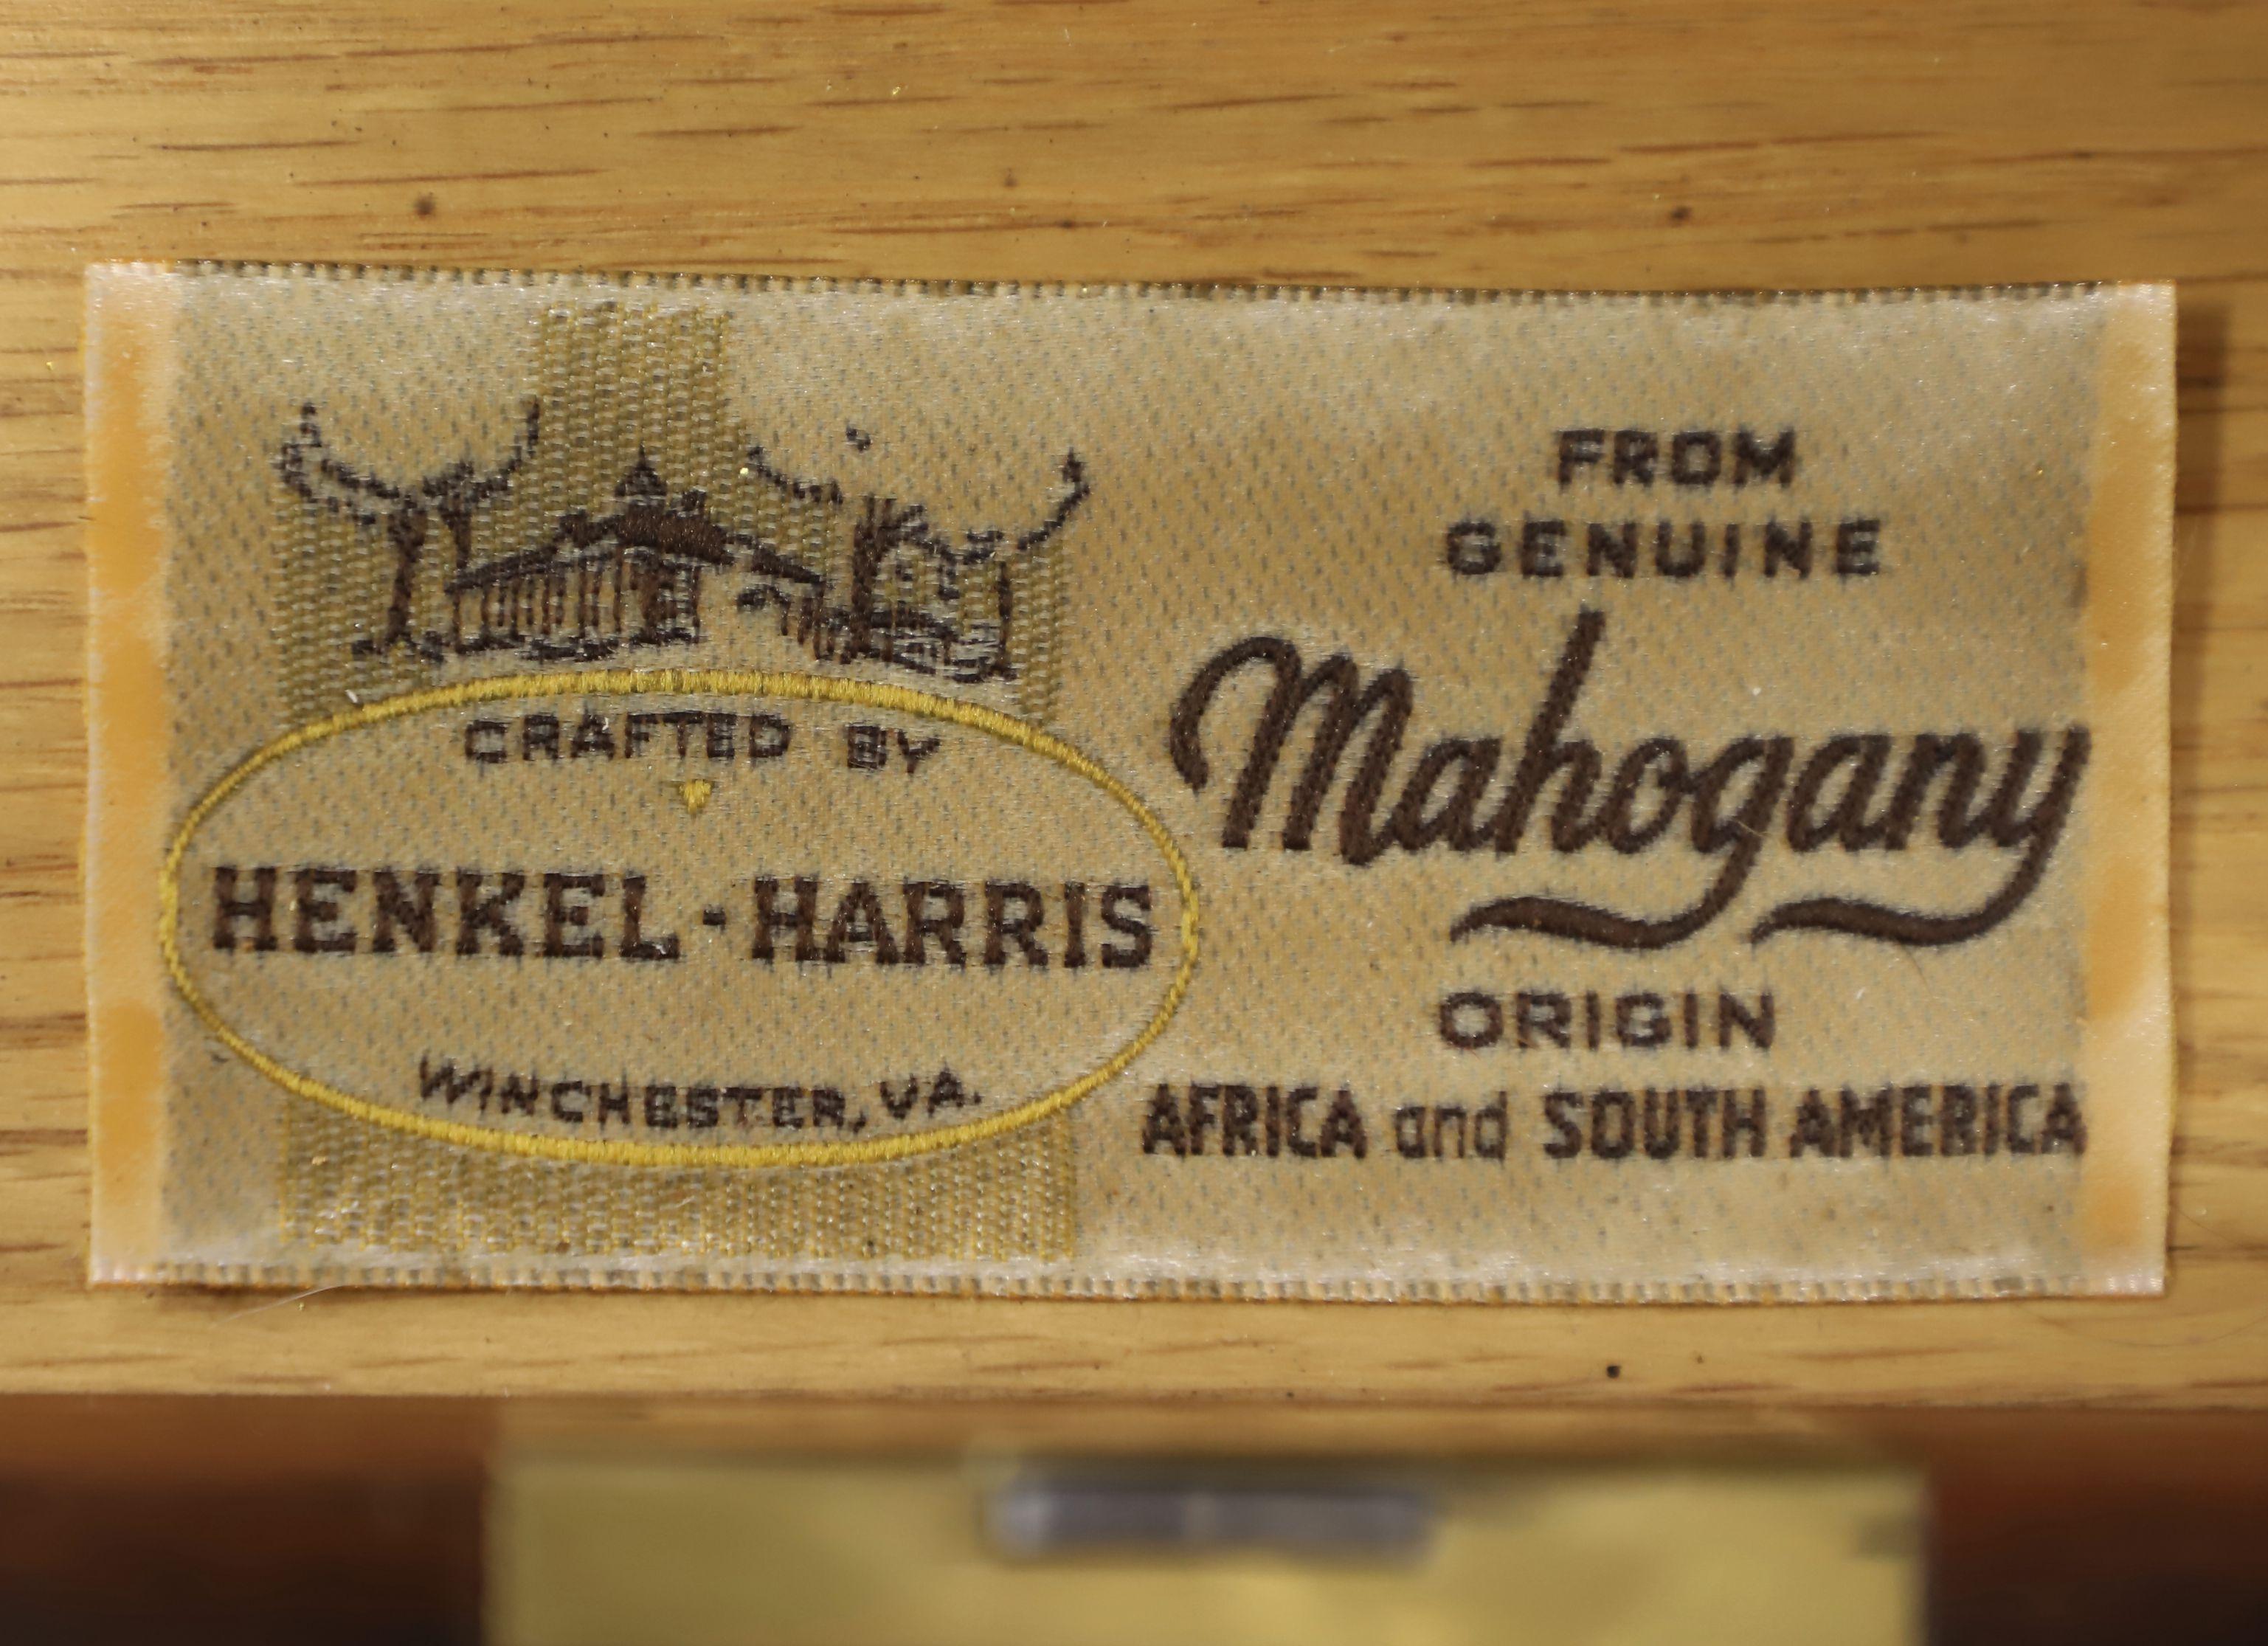 CRAFTED BY
HENKEL-HARRIS
WINCHESTER, VA.
FROM
GENUINE
Mahogany
ORIGIN
AFRICA and SOUTH AMERICA